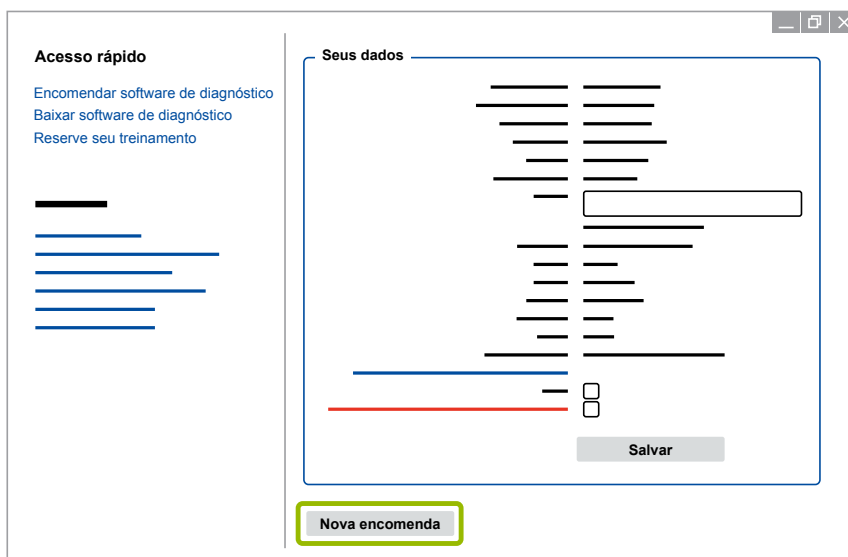 Acesso rápido
Encomendar software de diagnóstico
Baixar software de diagnóstico
Reserve seu treinamento
Seus dados
Salvar
Nova encomenda